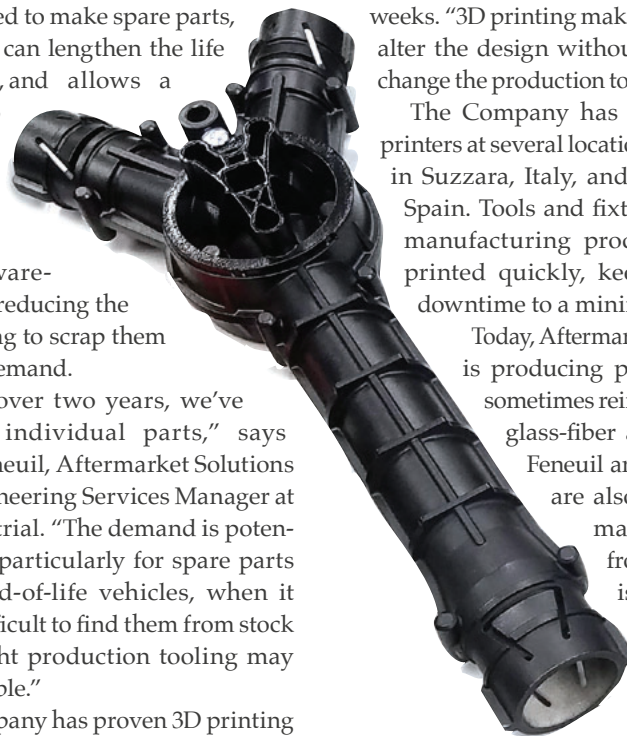 ed to make spare parts,
can lengthen the life
, and allows a
ware-
reducing the
ng to scrap them
emand.
over two years, we've
individual parts," says
neuil, Aftermarket Solutions
neering Services Manager at
trial. "The demand is poten-
particularly for spare parts
d-of-life vehicles, when it
ficult to find them from stock
ht production tooling may
ble."
pany has proven 3D printing
weeks. "3D printing mak
alter the design withou
change the production to
The Company has
printers at several locatio
in Suzzara, Italy, and
Spain. Tools and fixt
manufacturing proc
printed quickly, kee
downtime to a mini
Today, Aftermar
is producing p
sometimes rei
glass-fiber
Feneuil a
are als
ma
fro
is